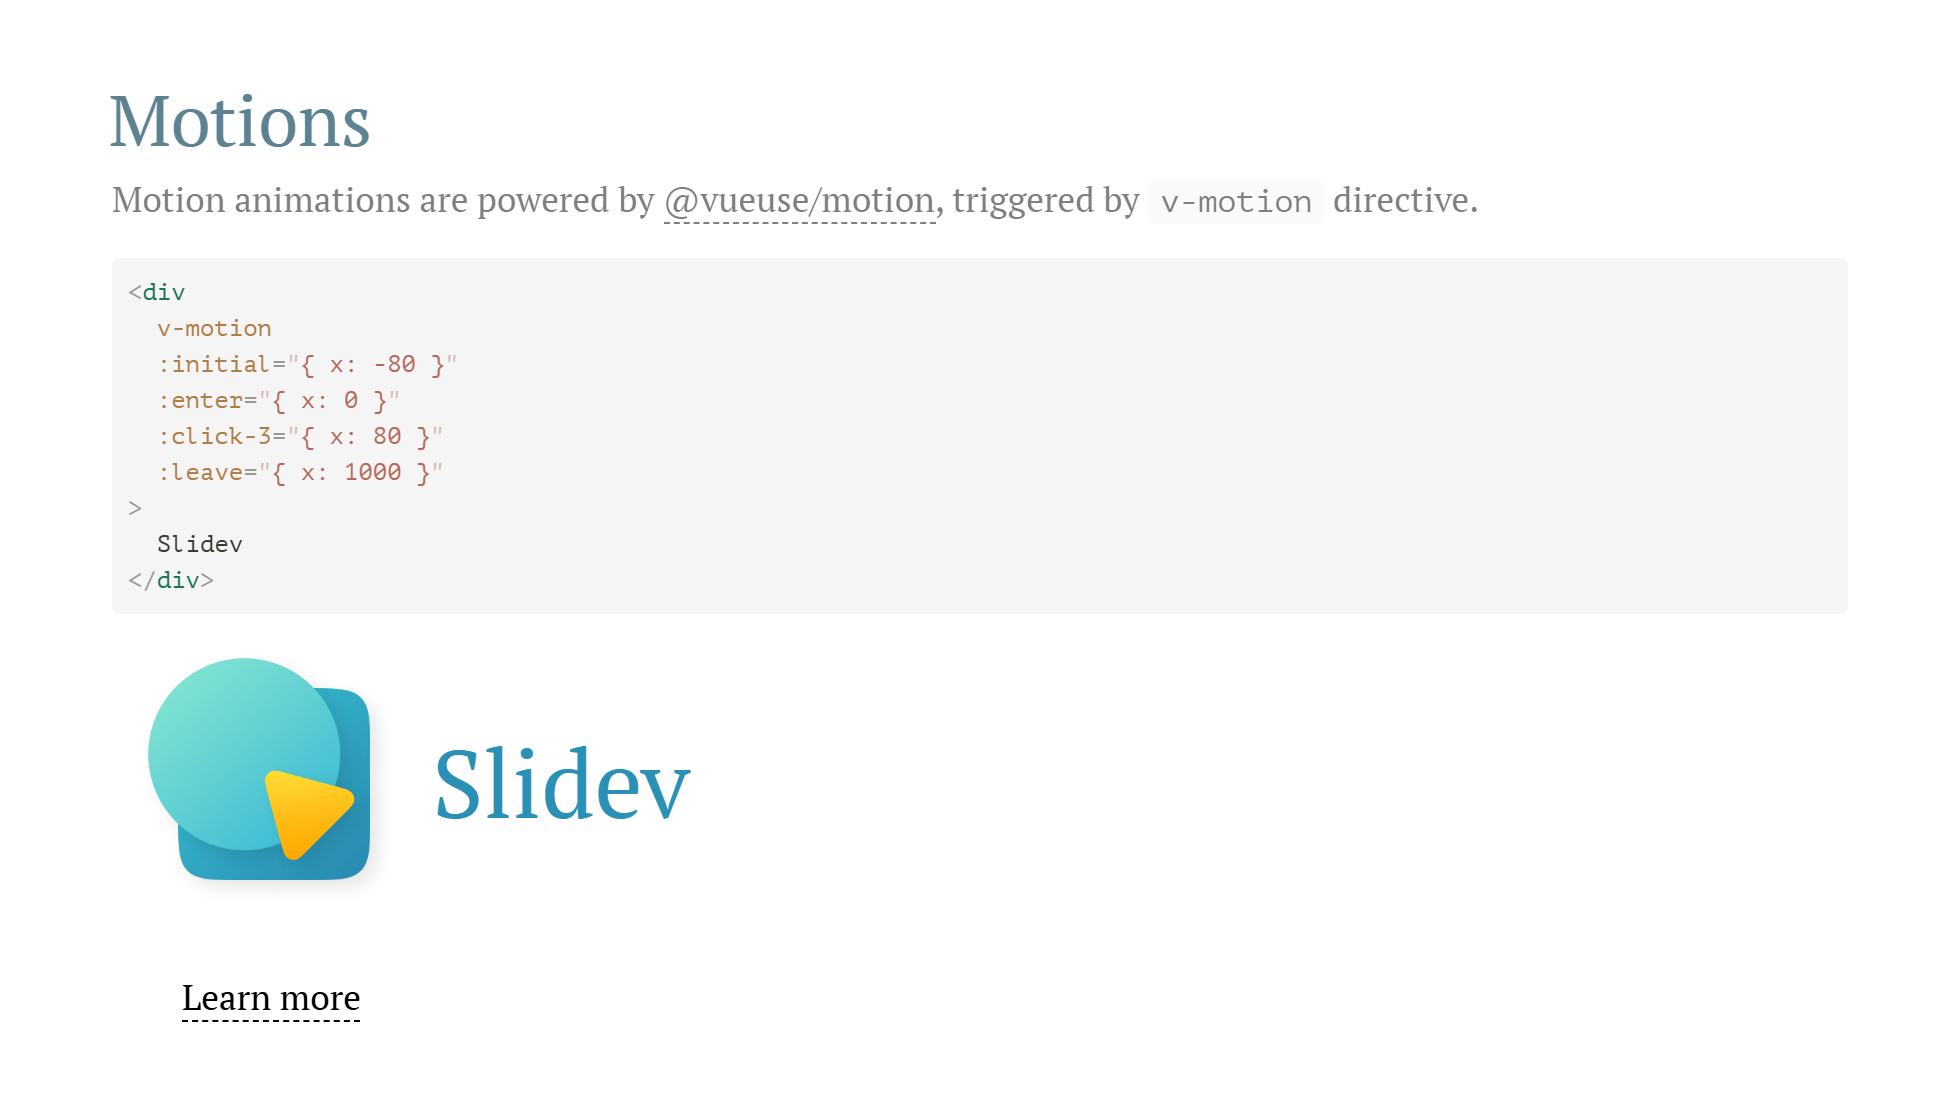 Motions
Motion animations are powered by @vueuse/motion, triggered by v-motion directive.
<div
  v-motion
  :initial="{ x: -80 }"
  :enter="{ x: 0 }"
  :click-3="{ x: 80 }"
  :leave="{ x: 1000 }"
>
  Slidev
</div>
Slidev
Learn more